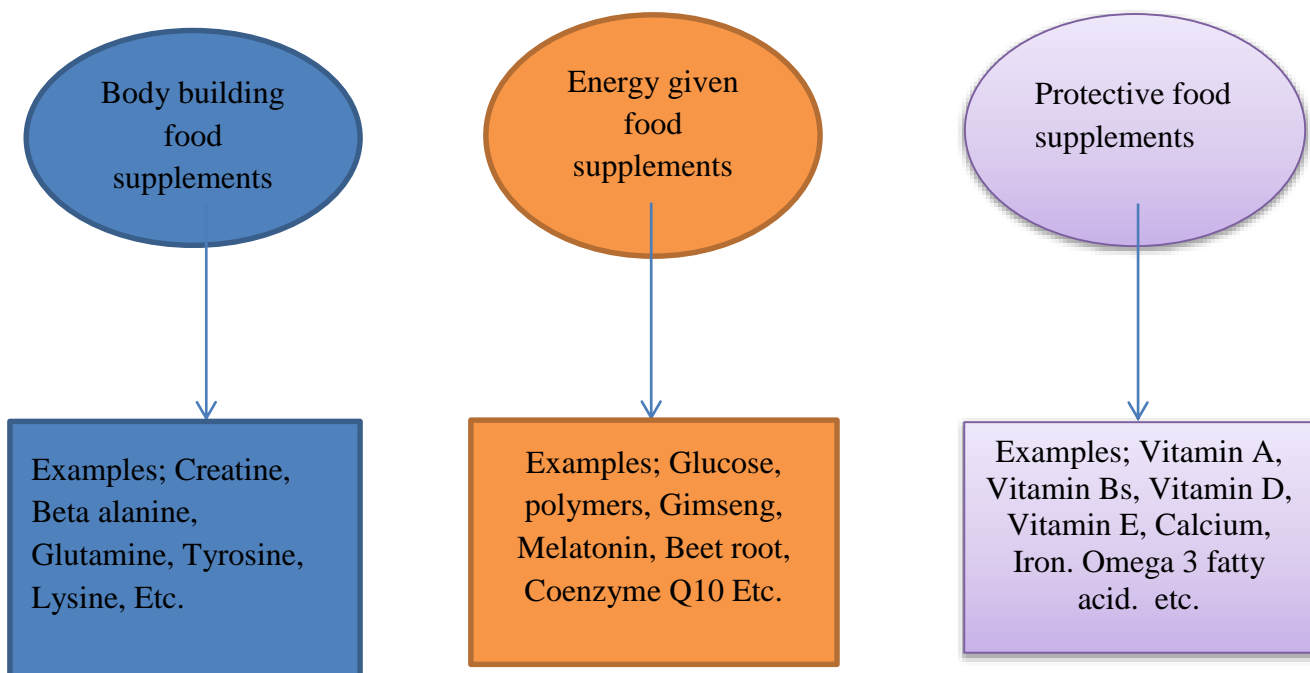 Body building
food
supplements
Energy given
food
supplements
Protective food
supplements
Examples; Creatine,
Beta alanine,
Glutamine, Tyrosine,
Lysine, Etc.
Examples; Glucose,
polymers, Gimseng,
Melatonin, Beet root,
Coenzyme Q10 Etc.
Examples; Vitamin A,
Vitamin Bs, Vitamin D,
Vitamin E, Calcium,
Iron. Omega 3 fatty
acid. etc.